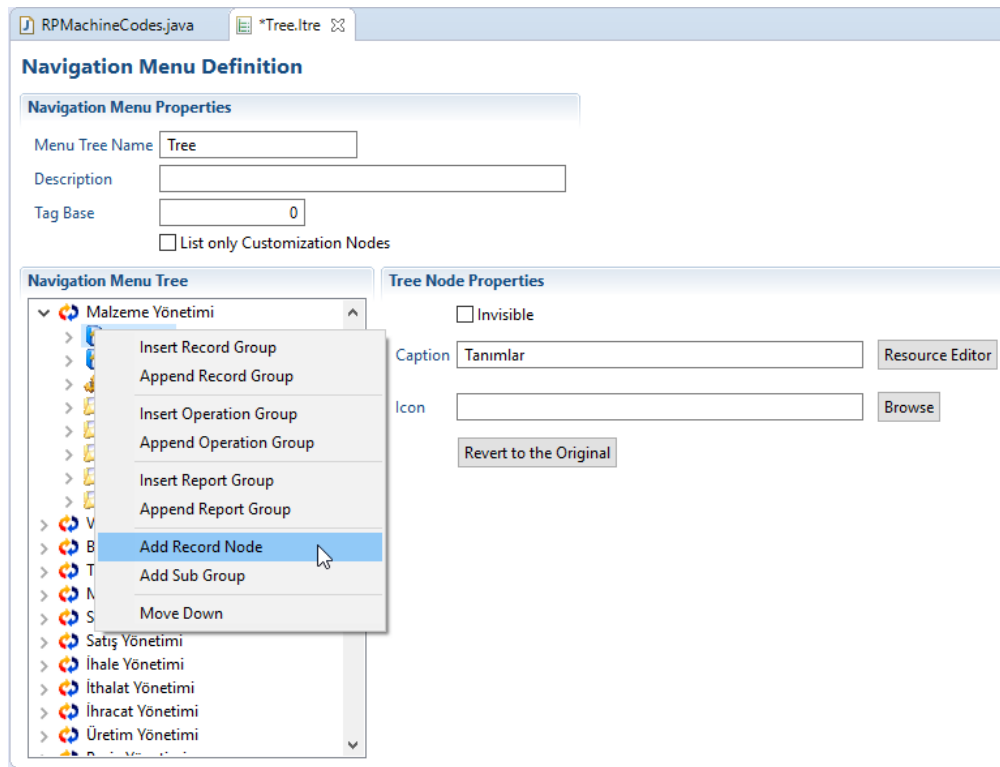 RPMachineCodes.java
*Tree.ltre
Navigation Menu Definition
Navigation Menu Properties
Menu Tree Name Tree
Description
Tag Base 0
List only Customization Nodes
Navigation Menu Tree
Malzeme Yönetimi
Insert Record Group
Append Record Group
Insert Operation Group
Append Operation Group
Insert Report Group
Append Report Group
Add Record Node
Add Sub Group
Move Down
V
B
T
M
S
Satış Yönetimi
İhale Yönetimi
İthalat Yönetimi
İhracat Yönetimi
Üretim Yönetimi
Tree Node Properties
Invisible
Caption Tanımlar Resource Editor
Icon Browse
Revert to the Original